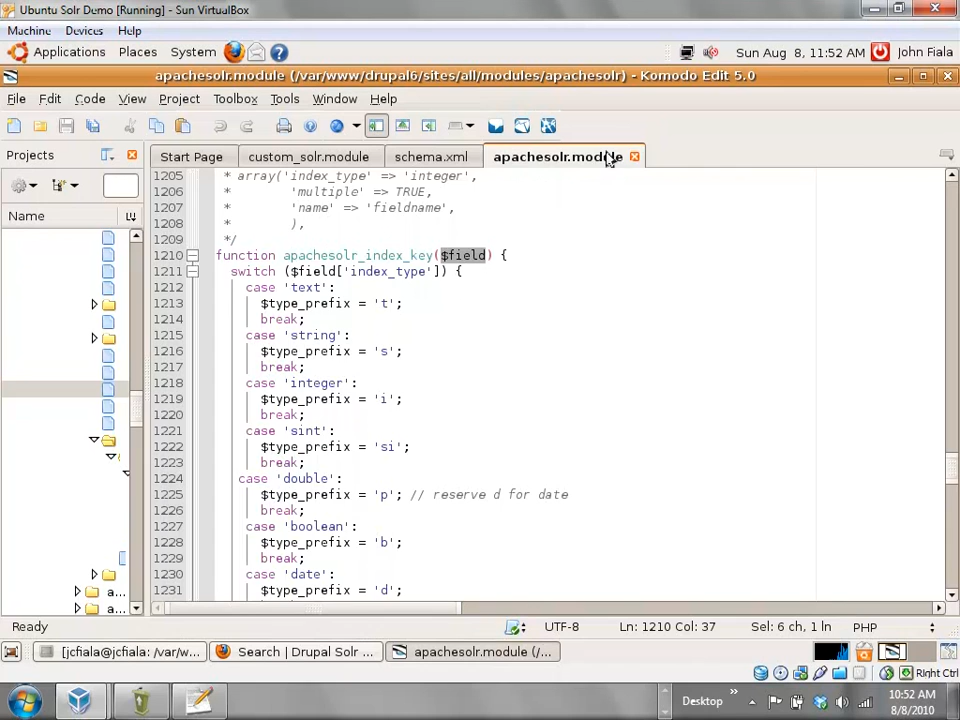 Ubuntu Solr Demo [Running] - Sun VirtualBox
Machine Devices Help
Applications Places System Sun Aug 8, 11:52 AM John Fiala
apachesolr.module (/var/www/drupal6/sites/all/modules/apachesolr) - Komodo Edit 5.0
File Edit Code View Project Toolbox Tools Window Help
Projects Start Page custom_solr.module schema.xml apachesolr.module
Name
1205 * array('index_type' => 'integer',
1206 * 'multiple' => TRUE,
1207 * 'name' => 'fieldname',
1208 * ),
1209 */
1210 function apachesolr_index_key($field) {
1211 switch ($field['index_type']) {
1212 case 'text':
1213 $type_prefix = 't';
1214 break;
1215 case 'string':
1216 $type_prefix = 's';
1217 break;
1218 case 'integer':
1219 $type_prefix = 'i';
1220 break;
1221 case 'sint':
1222 $type_prefix = 'si';
1223 break;
1224 case 'double':
1225 $type_prefix = 'p'; // reserve d for date
1226 break;
1227 case 'boolean':
1228 $type_prefix = 'b';
1229 break;
1230 case 'date':
1231 $type_prefix = 'd';
a...
a...
Ready UTF-8 Ln: 1210 Col: 37 Sel: 6 ch, 1 ln PHP
[jcfiala@jcfiala: /var/w... Search | Drupal Solr ... apachesolr.module (/...
Right Ctrl
Desktop » 10:52 AM
8/8/2010